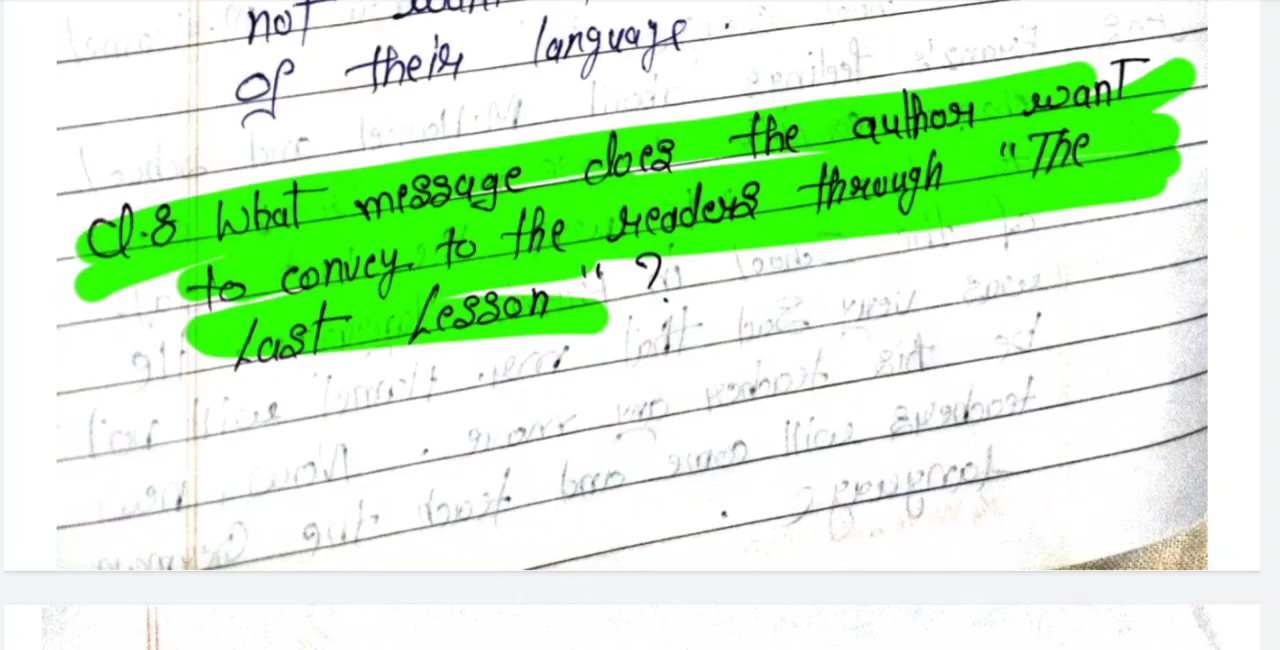 not
of their language.
Q.8 What message does the author want
to convey to the readers through "The
Last Lesson"?